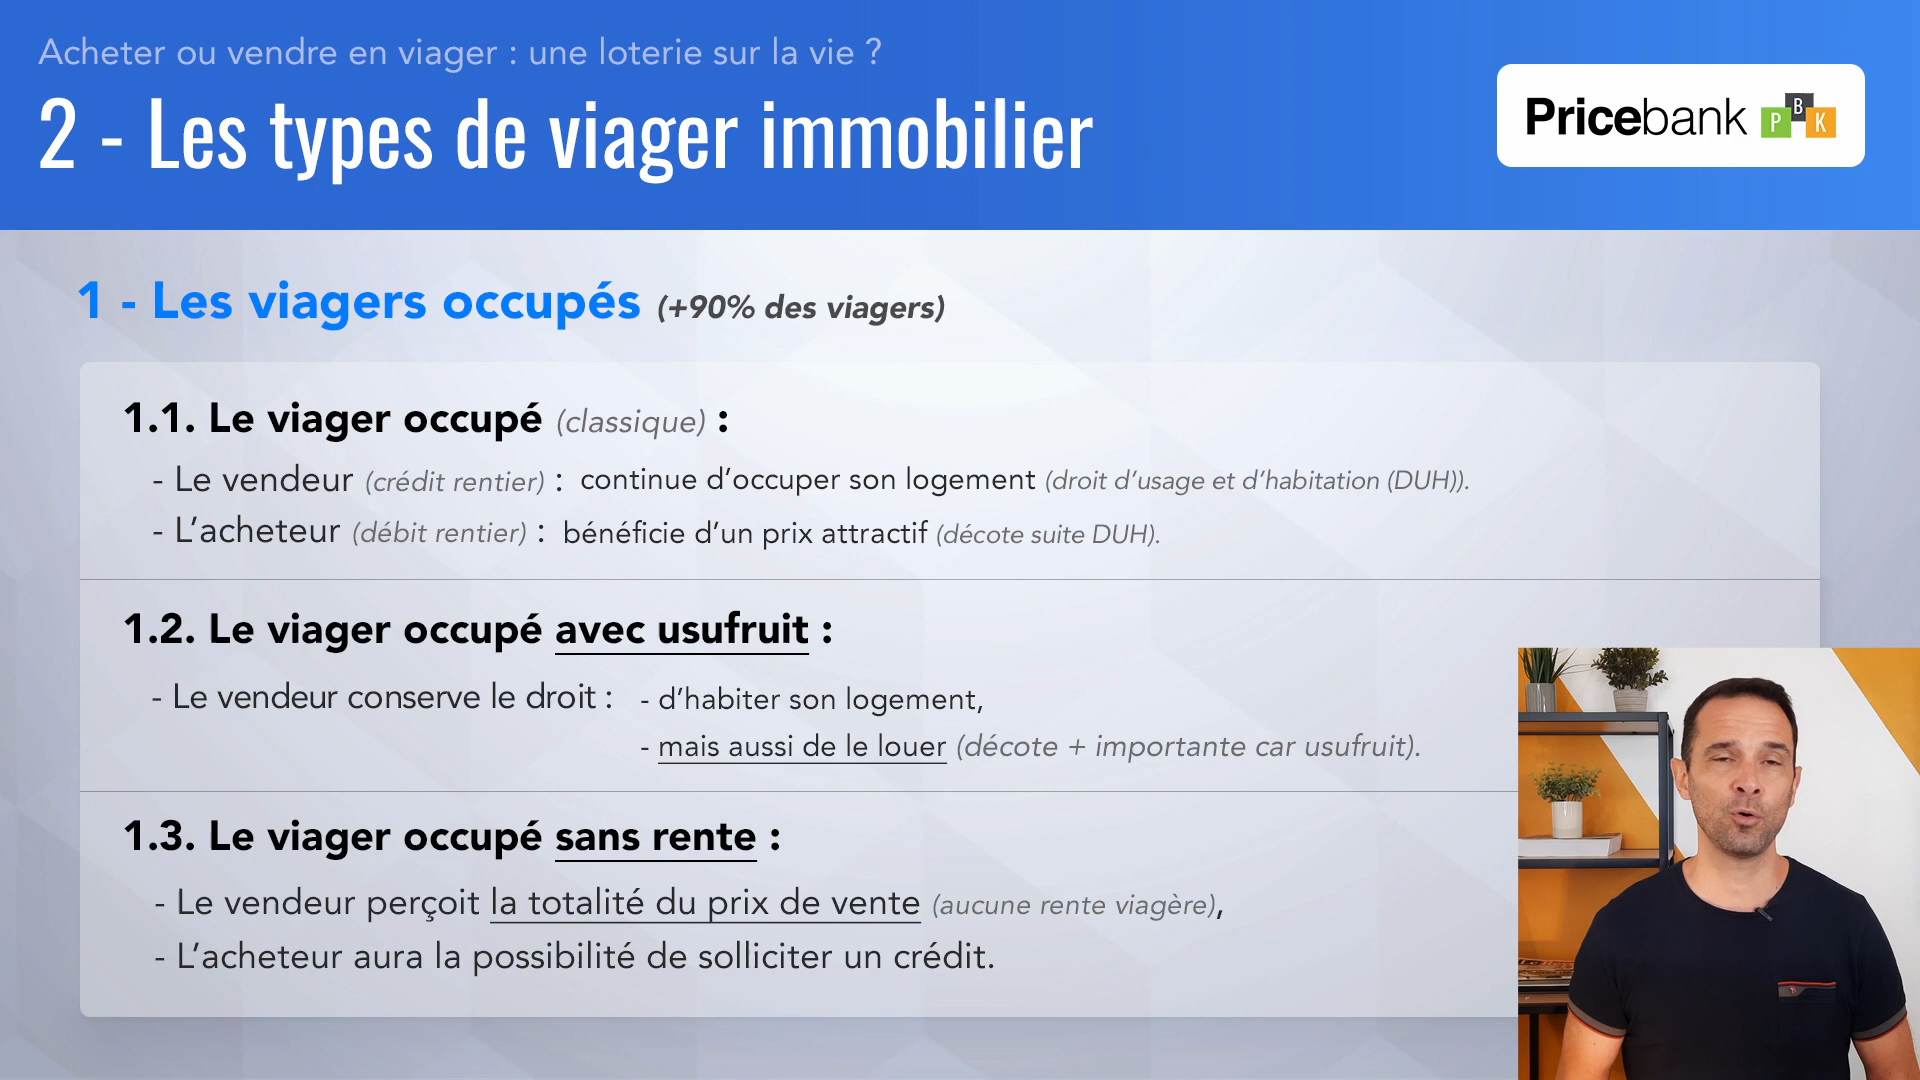 Acheter ou vendre en viager : une loterie sur la vie ?
2 - Les types de viager immobilier
Pricebank P B K
1 - Les viagers occupés (+90% des viagers)
1.1. Le viager occupé (classique) :
- Le vendeur (crédit rentier) : continue d’occuper son logement (droit d’usage et d’habitation (DUH)).
- L’acheteur (débit rentier) : bénéficie d’un prix attractif (décote suite DUH).
1.2. Le viager occupé avec usufruit :
- Le vendeur conserve le droit : - d’habiter son logement,
- mais aussi de le louer (décote + importante car usufruit).
1.3. Le viager occupé sans rente :
- Le vendeur perçoit la totalité du prix de vente (aucune rente viagère),
- L’acheteur aura la possibilité de solliciter un crédit.